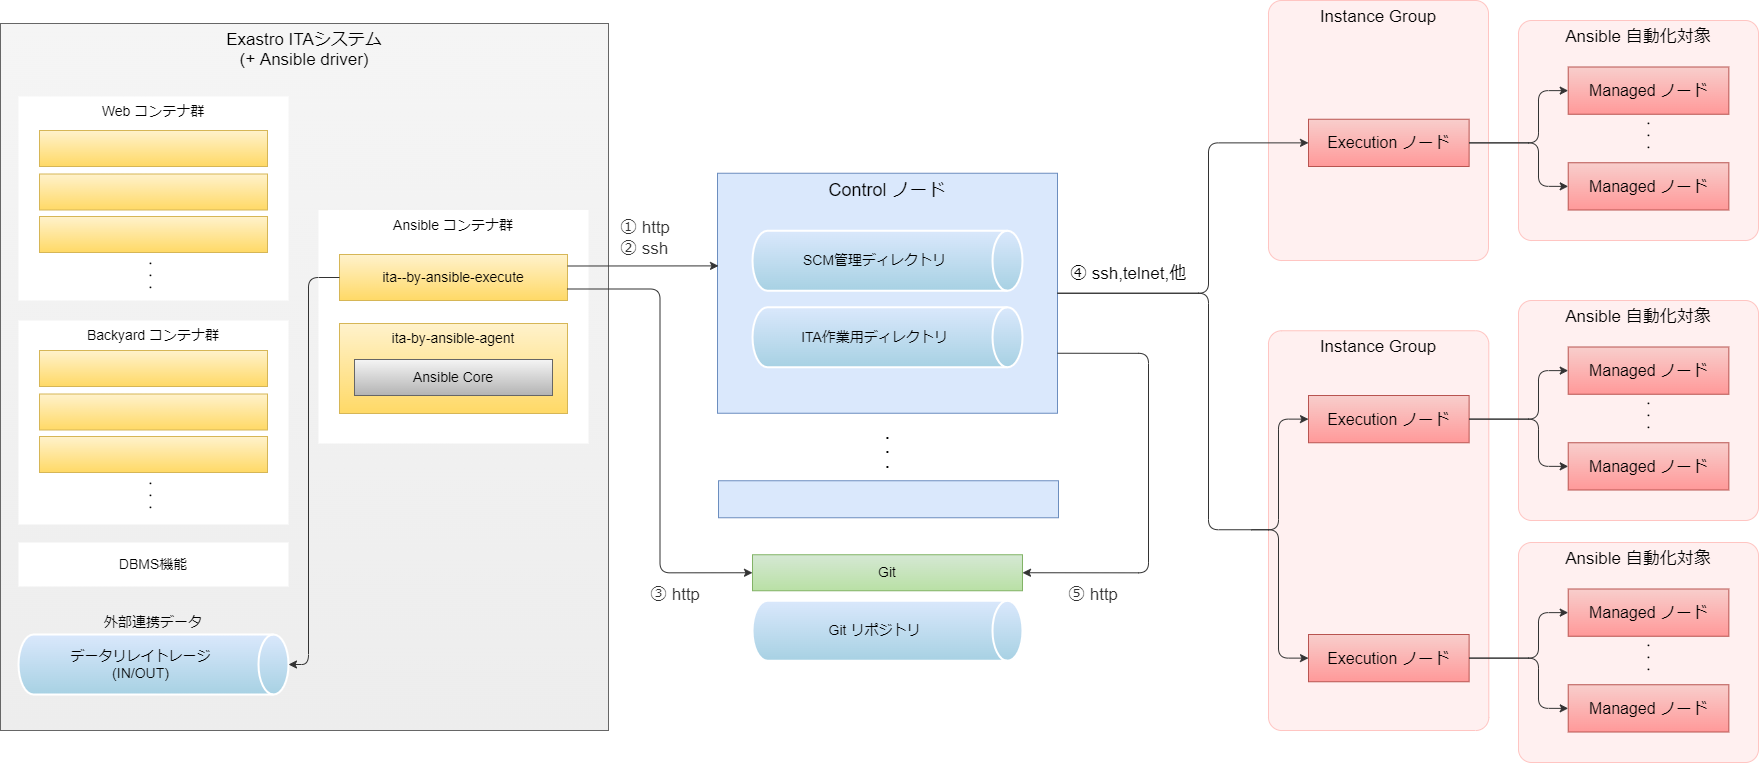 Exastro ITAシステム
(+ Ansible driver)
Web コンテナ群
Backyard コンテナ群
DBMS機能
外部連携データ
データリレイトレージ
(IN/OUT)
Ansible コンテナ群
ita--by-ansible-execute
ita-by-ansible-agent
Ansible Core
① http
② ssh
③ http
Control ノード
SCM管理ディレクトリ
ITA作業用ディレクトリ
Git
Git リポジトリ
④ ssh,telnet,他
⑤ http
Instance Group
Execution ノード
Ansible 自動化対象
Managed ノード
Managed ノード
Instance Group
Execution ノード
Execution ノード
Ansible 自動化対象
Managed ノード
Managed ノード
Ansible 自動化対象
Managed ノード
Managed ノード